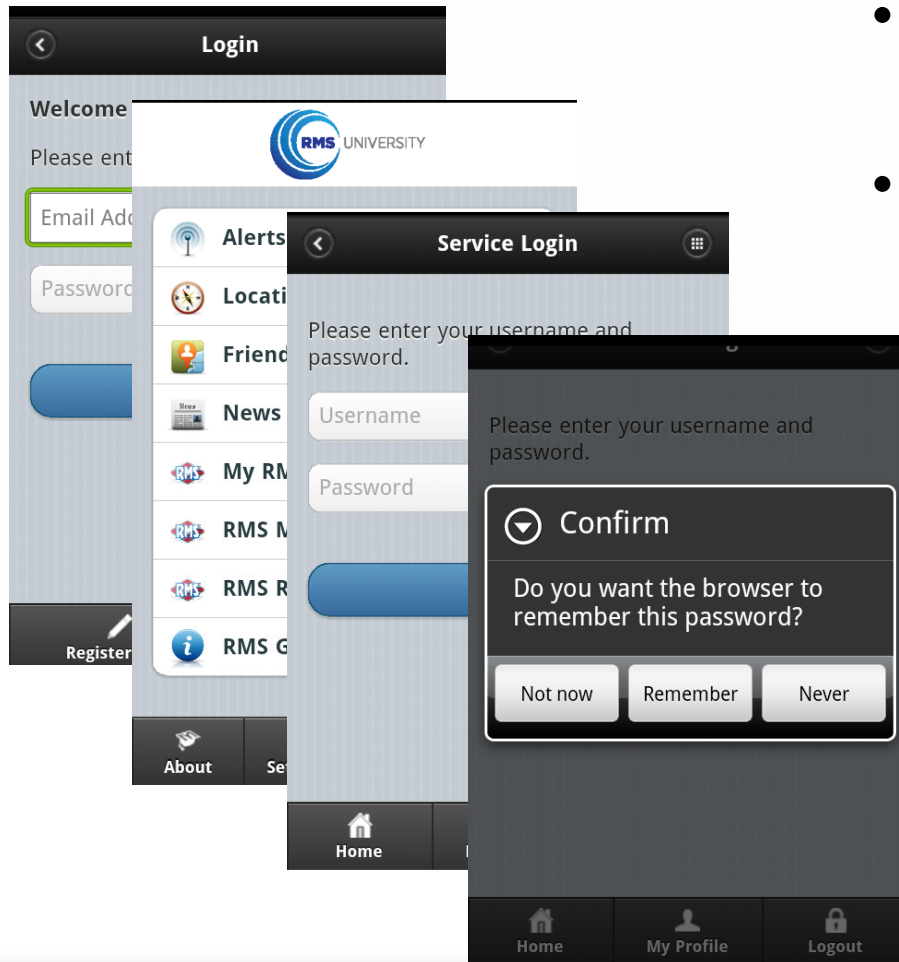 Login
Welcome
Please ent
Email Add
Password
Register
RMS UNIVERSITY
Alerts
Locati
Friend
News
News
My RM
RMS M
RMS R
RMS G
About
Se
Service Login
Please enter your username and
password.
Username
Password
Home
Please enter your username and
password.
Confirm
Do you want the browser to
remember this password?
Not now
Remember
Never
Home
My Profile
Logout